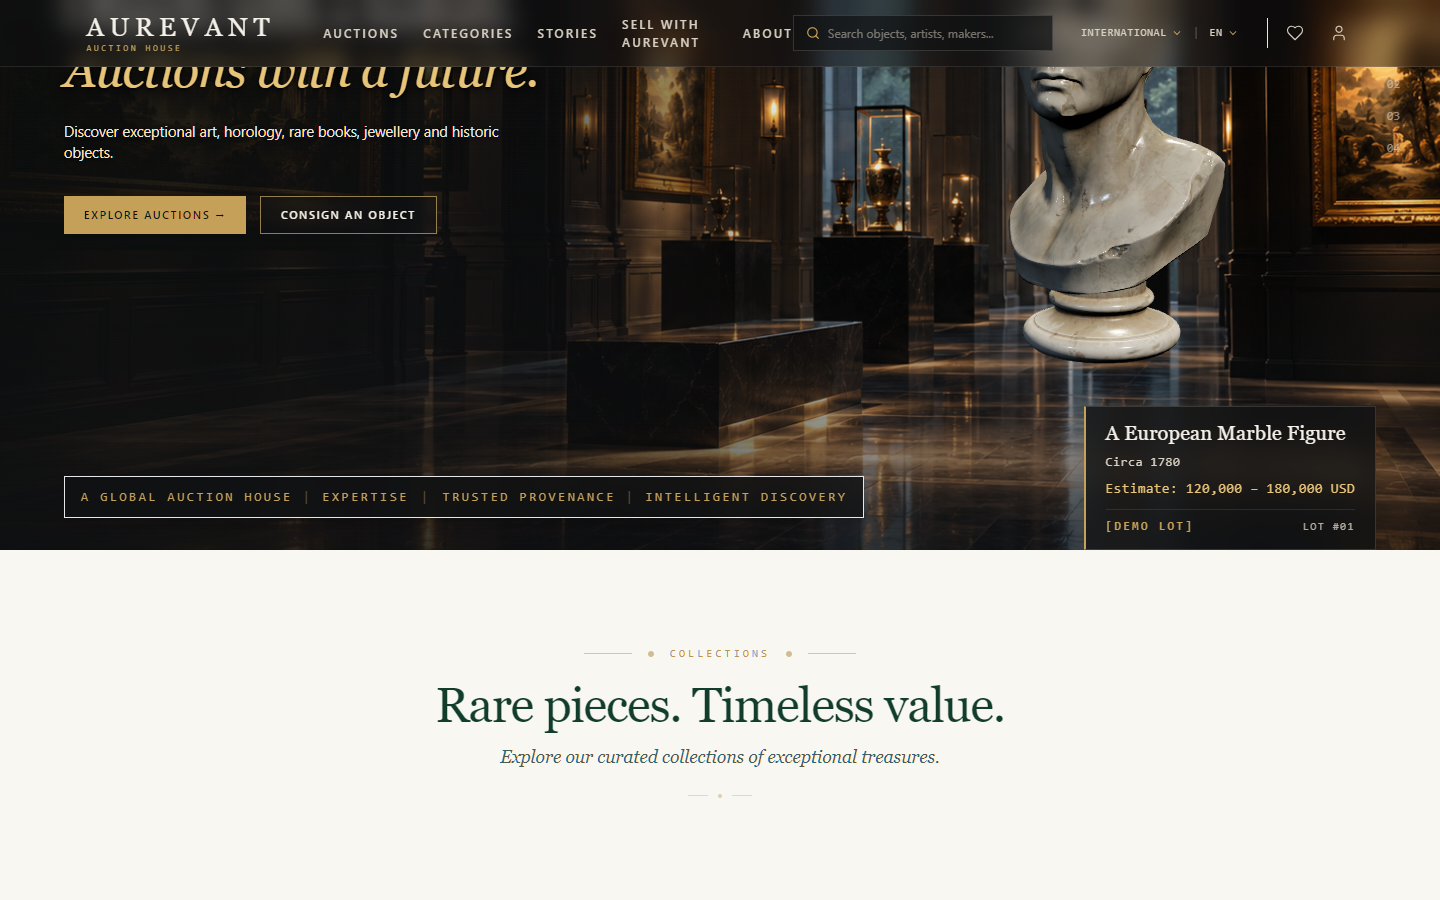 AUREVANT
AUCTION HOUSE
AUCTIONS
CATEGORIES
STORIES
SELL WITH
AUREVANT
ABOUT
Search objects, artists, makers...
INTERNATIONAL
EN
Auctions with a future.
02
03
04
Discover exceptional art, horology, rare books, jewellery and historic
objects.
EXPLORE AUCTIONS →
CONSIGN AN OBJECT
A European Marble Figure
Circa 1780
Estimate: 120,000 – 180,000 USD
[DEMO LOT]
LOT #01
A GLOBAL AUCTION HOUSE | EXPERTISE | TRUSTED PROVENANCE | INTELLIGENT DISCOVERY
COLLECTIONS
Rare pieces. Timeless value.
Explore our curated collections of exceptional treasures.